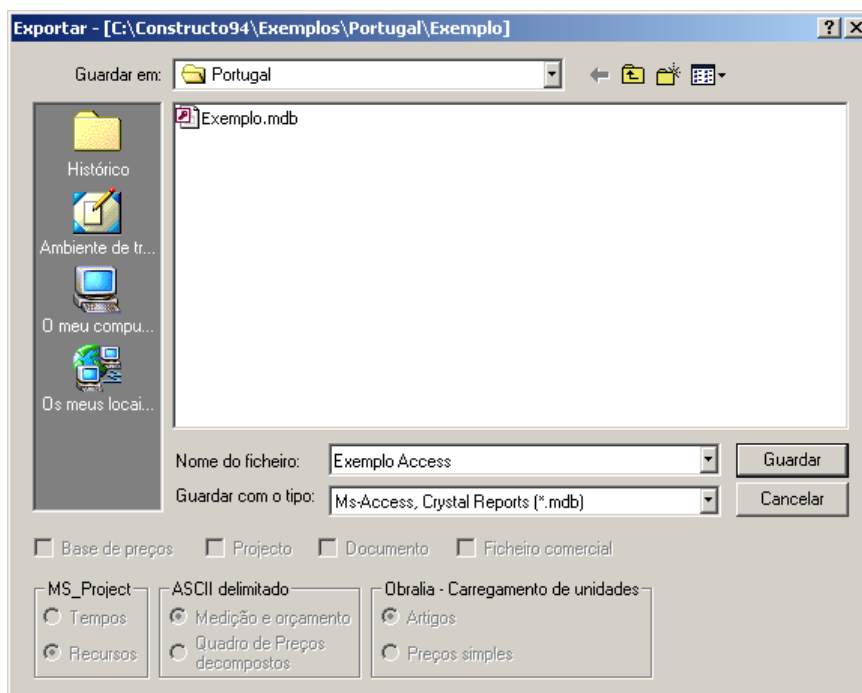 Exportar - [C:\Constructo94\Exemplos\Portugal\Exemplo]
Guardar em: Portugal
Exemplo.mdb
Histórico
Ambiente de tr...
O meu compu...
Os meus locai...
Nome do ficheiro: Exemplo Access Guardar
Guardar com o tipo: Ms-Access, Crystal Reports (*.mdb) Cancelar
Base de preços Projecto Documento Ficheiro comercial
MS_Project ASCII delimitado Obralia - Carregamento de unidades
Tempos Medição e orçamento Artigos
Recursos Quadro de Preços decompostos Preços simples